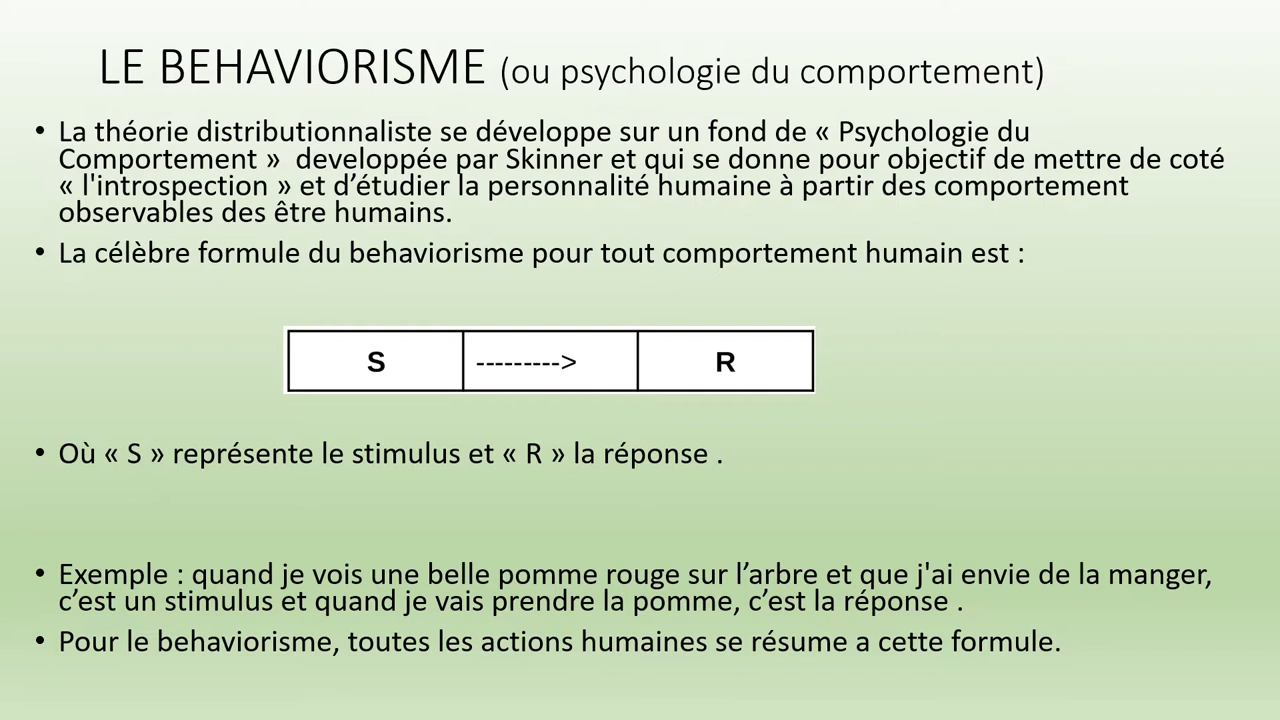 LE BEHAVIORISME (ou psychologie du comportement)
• La théorie distributionnaliste se développe sur un fond de « Psychologie du
Comportement »  developpée par Skinner et qui se donne pour objectif de mettre de coté
« l'introspection » et d’étudier la personnalité humaine à partir des comportement
observables des être humains.
• La célèbre formule du behaviorisme pour tout comportement humain est :
S ---------> R
• Où « S » représente le stimulus et « R » la réponse .
• Exemple : quand je vois une belle pomme rouge sur l’arbre et que j'ai envie de la manger,
c’est un stimulus et quand je vais prendre la pomme, c’est la réponse .
• Pour le behaviorisme, toutes les actions humaines se résume a cette formule.